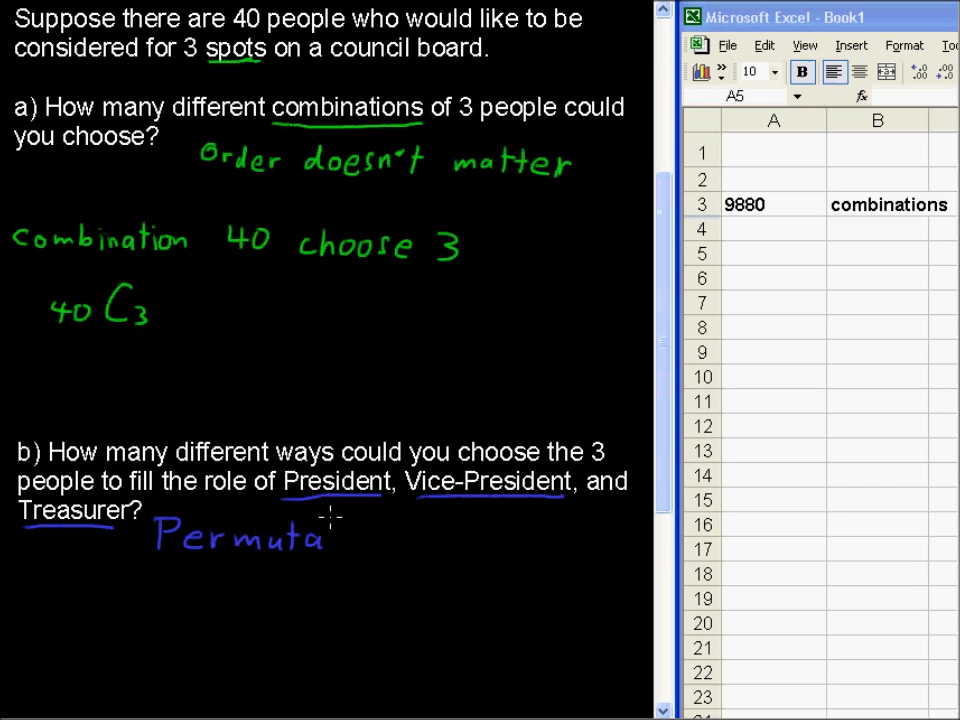 Suppose there are 40 people who would like to be
considered for 3 spots on a council board.
a) How many different combinations of 3 people could
you choose?
Order doesn't matter
combination 40 choose 3
40 C 3
b) How many different ways could you choose the 3
people to fill the role of President, Vice-President, and
Treasurer?
Permuta
Microsoft Excel - Book1
File Edit View Insert Format Too
10 B
A5 fx
A B
1
2
3 9880 combinations
4
5
6
7
8
9
10
11
12
13
14
15
16
17
18
19
20
21
22
23